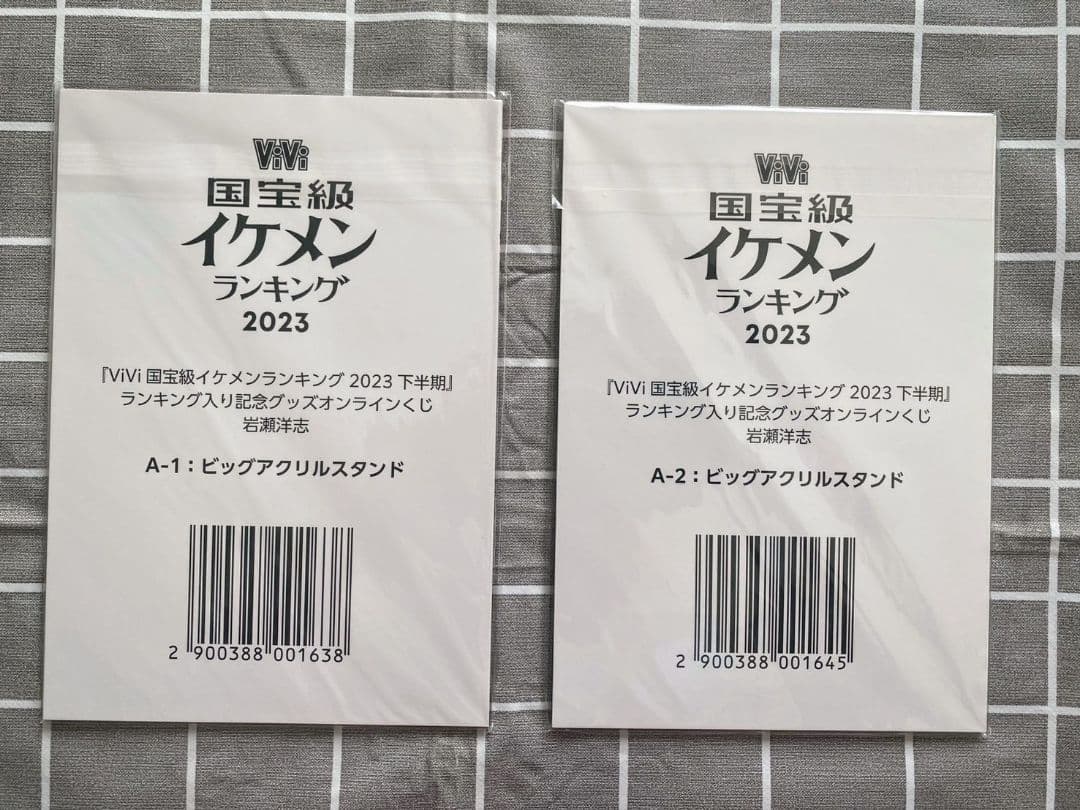 ViVi
国宝級
イケメン
ランキング
2023
『ViVi 国宝級イケメンランキング 2023 下半期』
ランキング入り記念グッズオンラインくじ
岩瀬洋志
A-1：ビッグアクリルスタンド
2 900388 001638
ViVi
国宝級
イケメン
ランキング
2023
『ViVi 国宝級イケメンランキング 2023 下半期』
ランキング入り記念グッズオンラインくじ
岩瀬洋志
A-2：ビッグアクリルスタンド
2 900388 001645